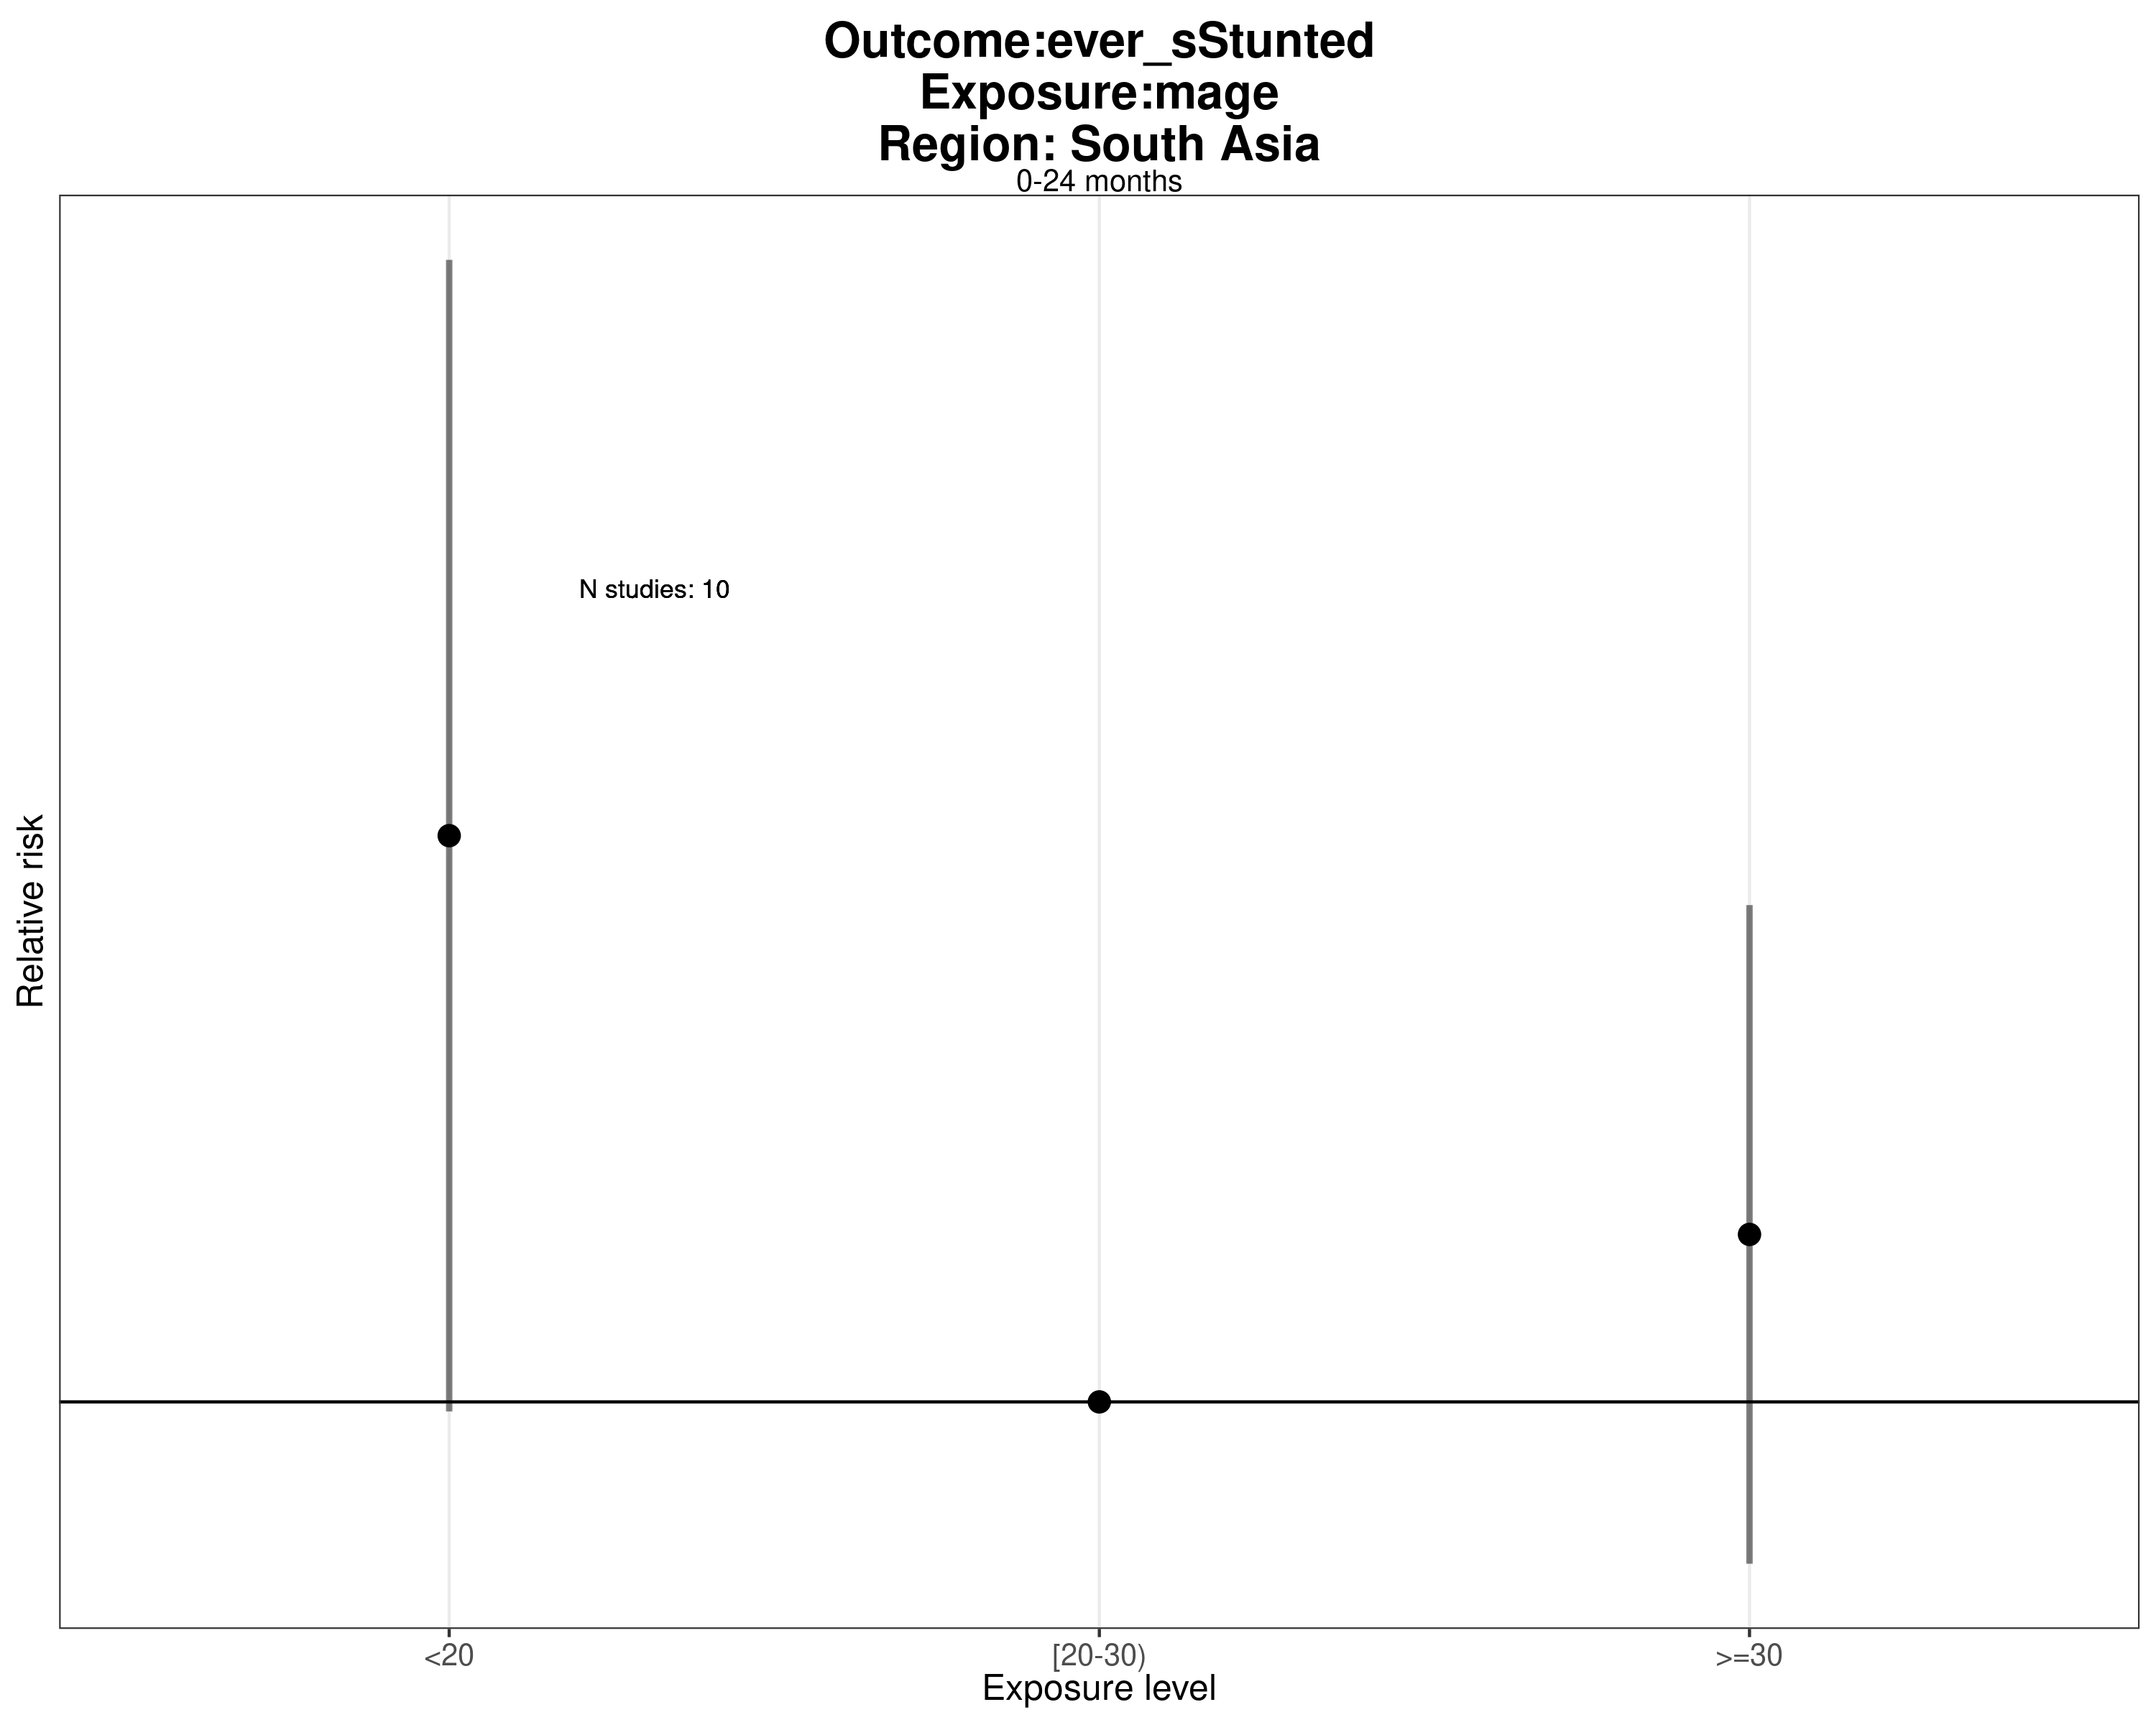 Outcome:ever_sStunted
Exposure:mage
Region: South Asia
0-24 months
N studies: 10
Relative risk
<20
[20-30)
>=30
Exposure level